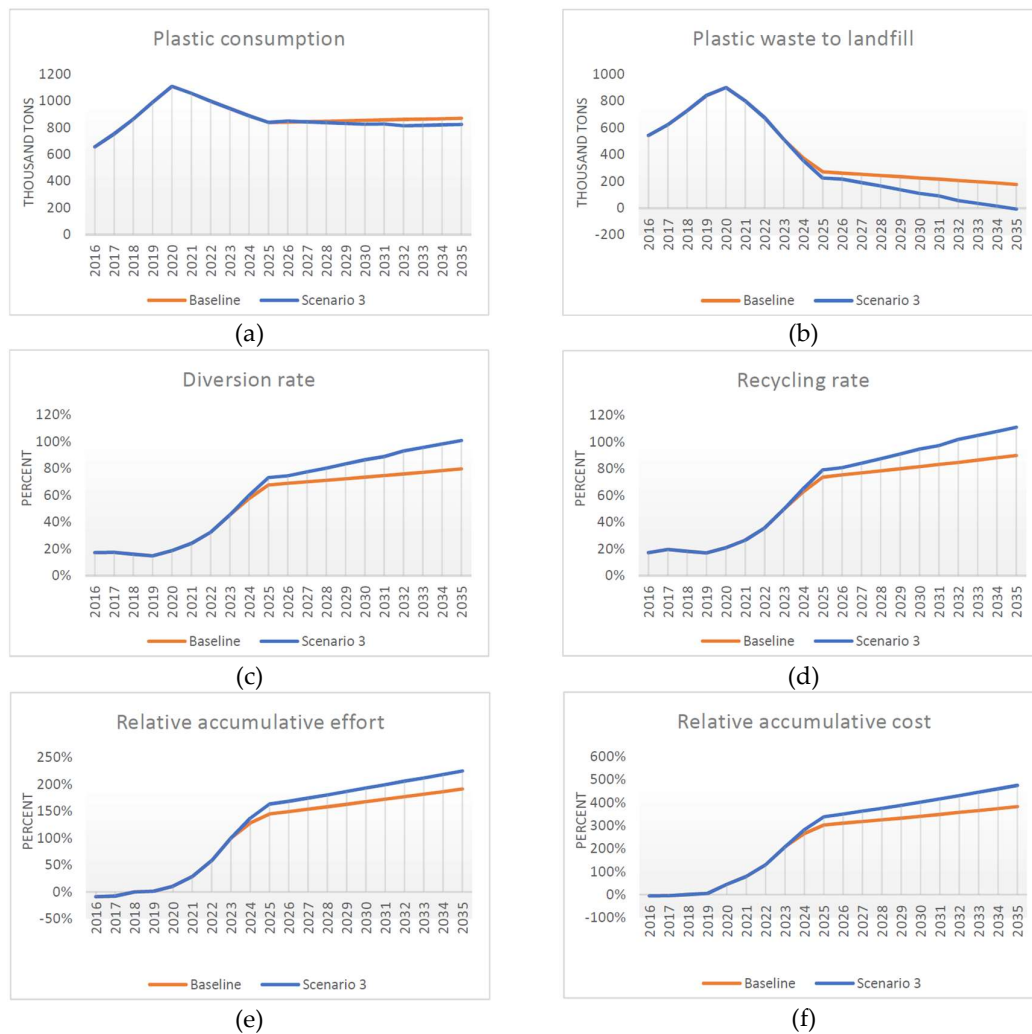 Plastic consumption
THOUSAND TONS
1200
1000
800
600
400
200
0
2016 2017 2018 2019 2020 2021 2022 2023 2024 2025 2026 2027 2028 2029 2030 2031 2032 2033 2034 2035
Baseline Scenario 3
(a)
Plastic waste to landfill
THOUSAND TONS
1000
800
600
400
200
0
-200
2016 2017 2018 2019 2020 2021 2022 2023 2024 2025 2026 2027 2028 2029 2030 2031 2032 2033 2034 2035
Baseline Scenario 3
(b)
Diversion rate
PERCENT
120%
100%
80%
60%
40%
20%
0%
2016 2017 2018 2019 2020 2021 2022 2023 2024 2025 2026 2027 2028 2029 2030 2031 2032 2033 2034 2035
Baseline Scenario 3
(c)
Recycling rate
PERCENT
120%
100%
80%
60%
40%
20%
0%
2016 2017 2018 2019 2020 2021 2022 2023 2024 2025 2026 2027 2028 2029 2030 2031 2032 2033 2034 2035
Baseline Scenario 3
(d)
Relative accumulative effort
PERCENT
250%
200%
150%
100%
50%
0%
-50%
2016 2017 2018 2019 2020 2021 2022 2023 2024 2025 2026 2027 2028 2029 2030 2031 2032 2033 2034 2035
Baseline Scenario 3
(e)
Relative accumulative cost
PERCENT
600%
500%
400%
300%
200%
100%
0%
-100%
2016 2017 2018 2019 2020 2021 2022 2023 2024 2025 2026 2027 2028 2029 2030 2031 2032 2033 2034 2035
Baseline Scenario 3
(f)